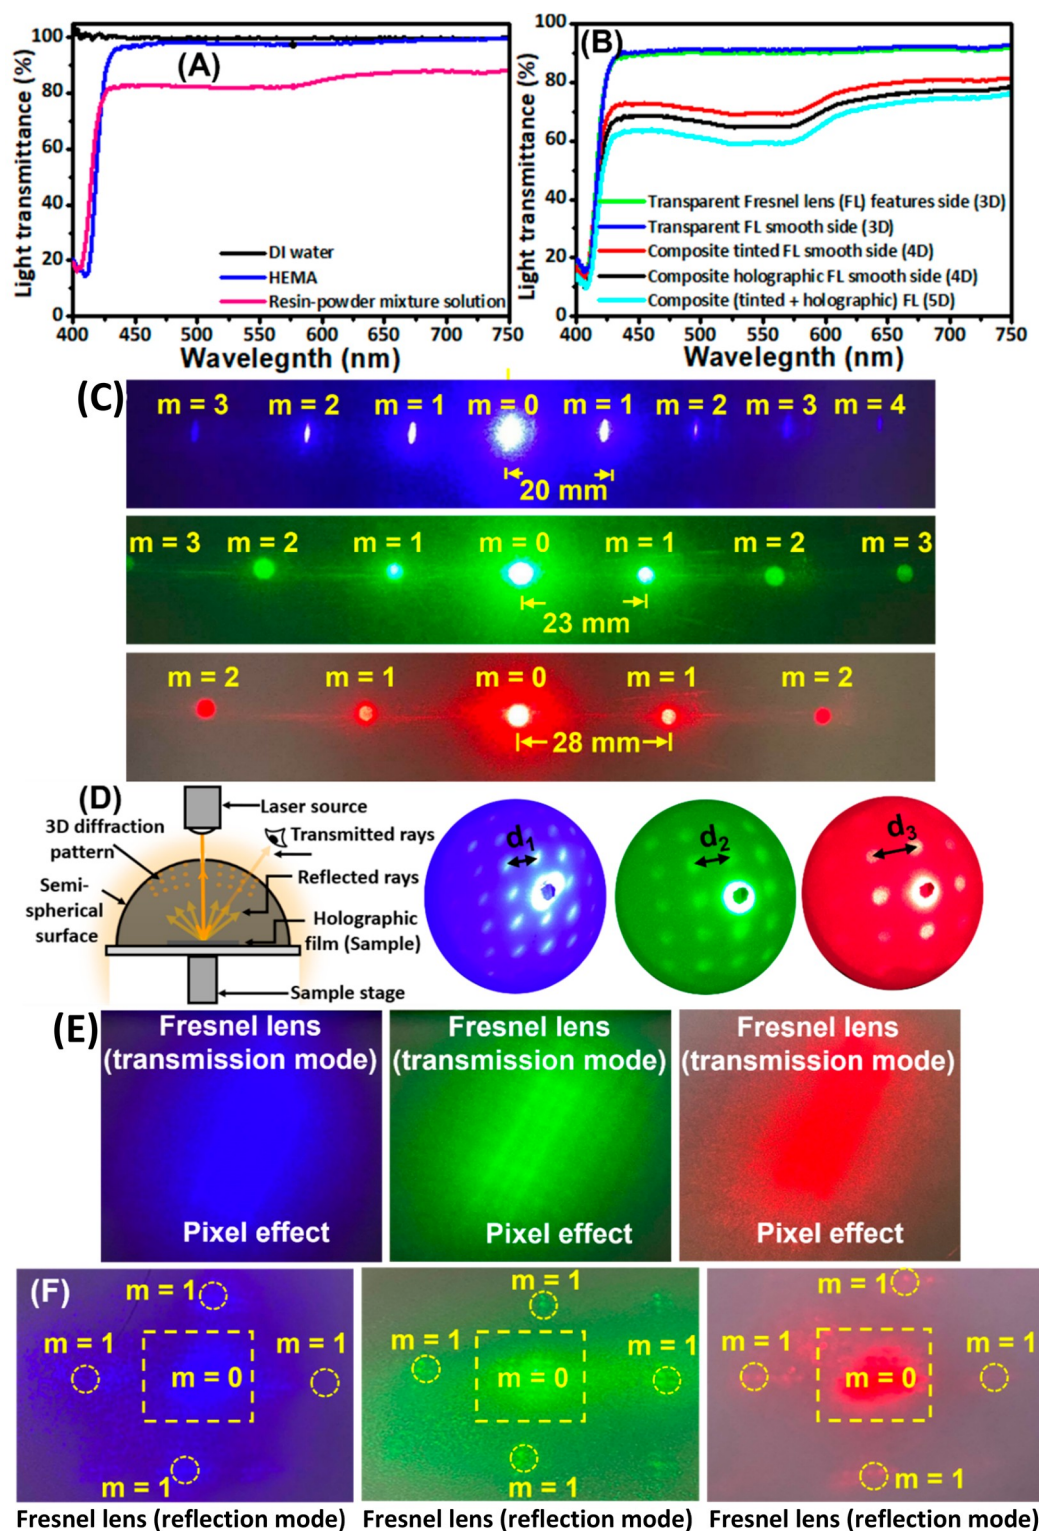 (A)
Light transmittance (%)
100
80
60
40
20
0
DI water
HEMA
Resin-powder mixture solution
400 450 500 550 600 650 700 750
Wavelegnth (nm)
(B)
Light transmittance (%)
100
80
60
40
20
0
Transparent Fresnel lens (FL) features side (3D)
Transparent FL smooth side (3D)
Composite tinted FL smooth side (4D)
Composite holographic FL smooth side (4D)
Composite (tinted + holographic) FL (5D)
400 450 500 550 600 650 700 750
Wavelegnth (nm)
(C)
m = 3 m = 2 m = 1 m = 0 m = 1 m = 2 m = 3 m = 4
20 mm
m = 3 m = 2 m = 1 m = 0 m = 1 m = 2 m = 3
23 mm
m = 2 m = 1 m = 0 m = 1 m = 2
28 mm
(D)
Laser source
3D diffraction
pattern
Transmitted rays
Reflected rays
Semi-
spherical
surface
Holographic
film (Sample)
Sample stage
d1
d2
d3
(E)
Fresnel lens
(transmission mode)
Pixel effect
Fresnel lens
(transmission mode)
Pixel effect
Fresnel lens
(transmission mode)
Pixel effect
(F)
m = 1
m = 1
m = 0
m = 1
m = 1
Fresnel lens (reflection mode)
m = 1
m = 1
m = 0
m = 1
m = 1
Fresnel lens (reflection mode)
m = 1
m = 1
m = 0
m = 1
m = 1
Fresnel lens (reflection mode)